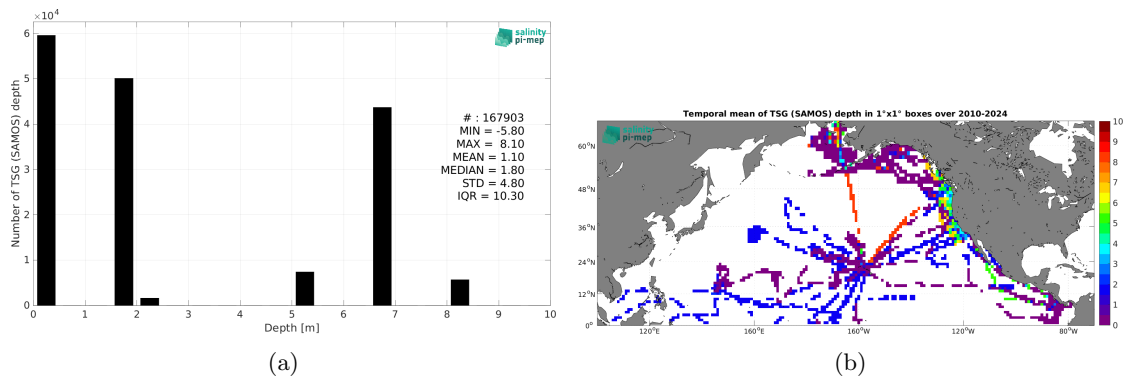 ×10⁴
6
5
4
3
2
1
0
Number of TSG (SAMOS) depth
0 1 2 3 4 5 6 7 8 9 10
Depth [m]
salinity
pi-mep
# : 167903
MIN = -5.80
MAX = 8.10
MEAN = 1.10
MEDIAN = 1.80
STD = 4.80
IQR = 10.30
(a)
Temporal mean of TSG (SAMOS) depth in 1°x1° boxes over 2010-2024
salinity
pi-mep
60°N
48°N
36°N
24°N
12°N
0°
120°E 160°E 160°W 120°W 80°W
10
9
8
7
6
5
4
3
2
1
0
(b)